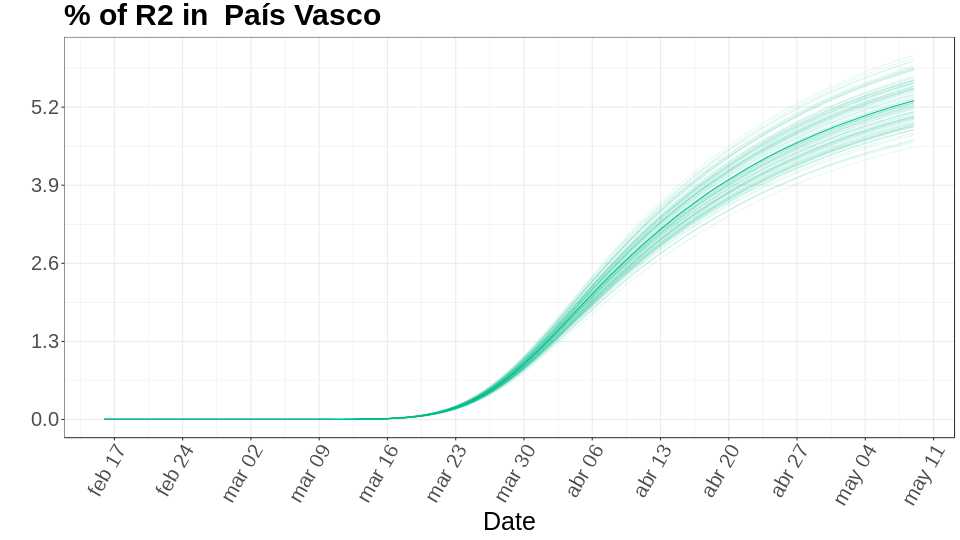 % of R2 in  País Vasco
5.2
3.9
2.6
1.3
0.0
feb 17
feb 24
mar 02
mar 09
mar 16
mar 23
mar 30
abr 06
abr 13
abr 20
abr 27
may 04
may 11
Date